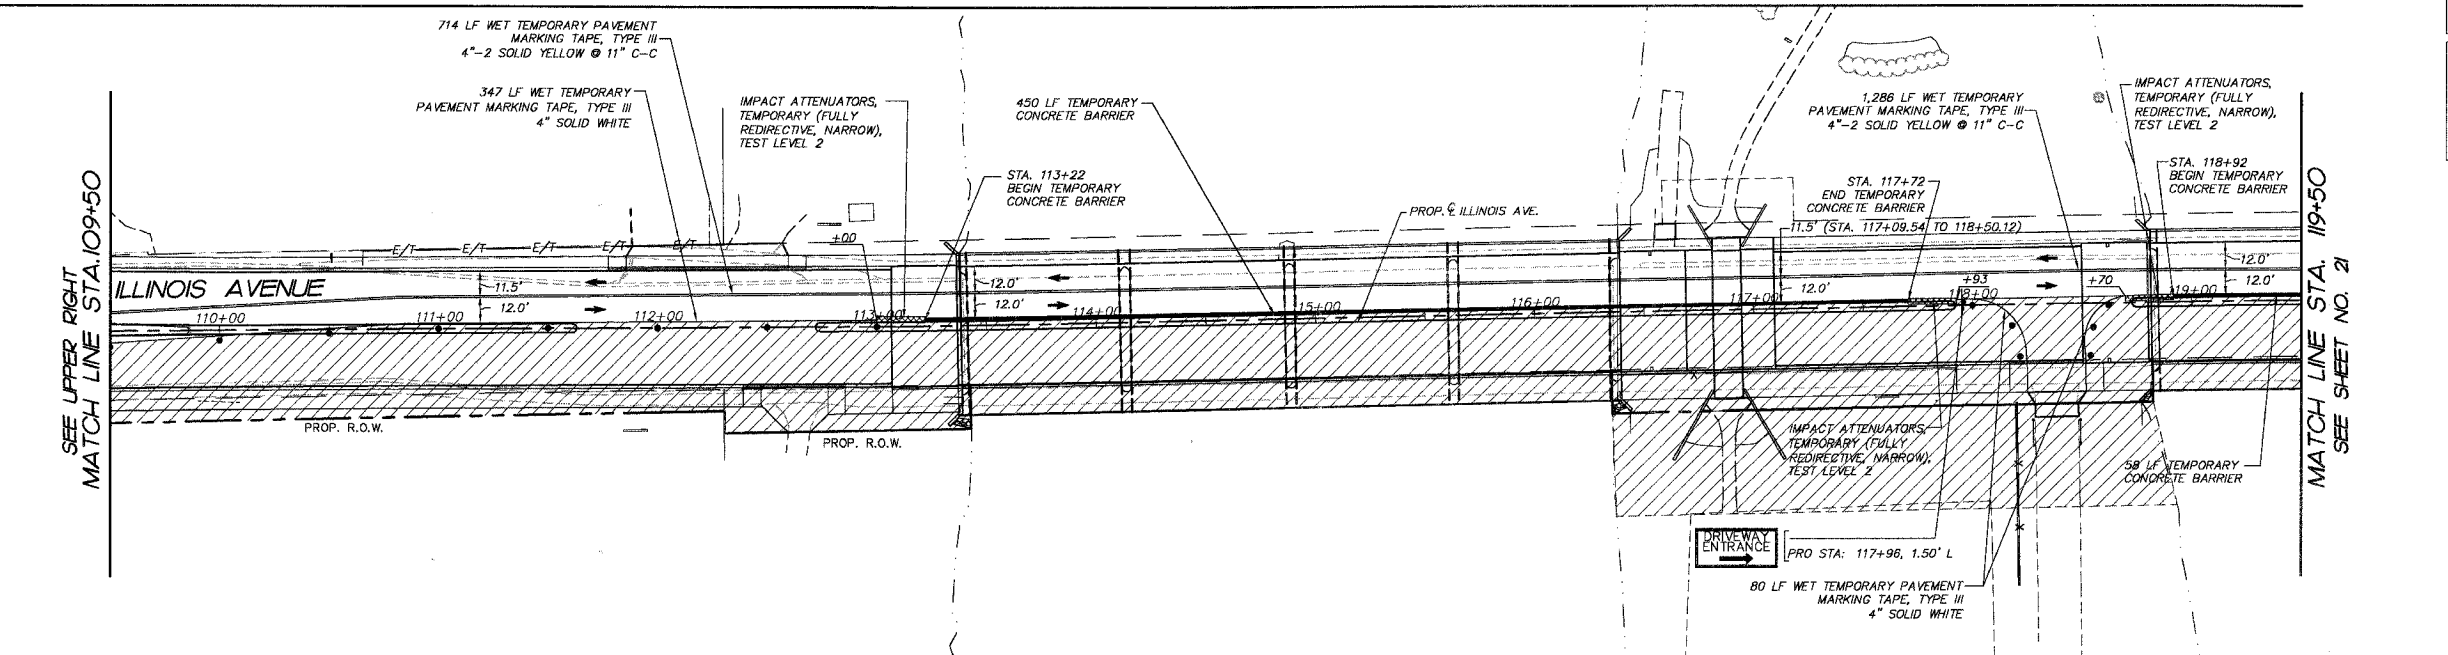 714 LF WET TEMPORARY PAVEMENT
MARKING TAPE, TYPE III
4"-2 SOLID YELLOW @ 11" C-C
347 LF WET TEMPORARY
PAVEMENT MARKING TAPE, TYPE III
4" SOLID WHITE
IMPACT ATTENUATORS,
TEMPORARY (FULLY
REDIRECTIVE, NARROW),
TEST LEVEL 2
450 LF TEMPORARY
CONCRETE BARRIER
STA. 113+22
BEGIN TEMPORARY
CONCRETE BARRIER
PROP. ℄ ILLINOIS AVE.
1,286 LF WET TEMPORARY
PAVEMENT MARKING TAPE, TYPE III
4"-2 SOLID YELLOW @ 11" C-C
IMPACT ATTENUATORS,
TEMPORARY (FULLY
REDIRECTIVE, NARROW),
TEST LEVEL 2
STA. 118+92
BEGIN TEMPORARY
CONCRETE BARRIER
STA. 117+72
END TEMPORARY
CONCRETE BARRIER
11.5' (STA. 117+09.54 TO 118+50.12)
SEE UPPER RIGHT
MATCH LINE STA.109+50
E/T E/T E/T E/T E/T
+00
ILLINOIS AVENUE
11.5'
12.0'
12.0'
12.0'
12.0'
12.0'
12.0'
+93
+70
110+00 111+00 112+00 113+00 114+00 115+00 116+00 117+00 118+00 119+00
PROP. R.O.W.
PROP. R.O.W.
IMPACT ATTENUATORS,
TEMPORARY (FULLY
REDIRECTIVE, NARROW),
TEST LEVEL 2
58 LF TEMPORARY
CONCRETE BARRIER
DRIVEWAY
ENTRANCE
PRO STA: 117+96, 1.50' L
80 LF WET TEMPORARY PAVEMENT
MARKING TAPE, TYPE III
4" SOLID WHITE
MATCH LINE STA. 119+50
SEE SHEET NO. 21